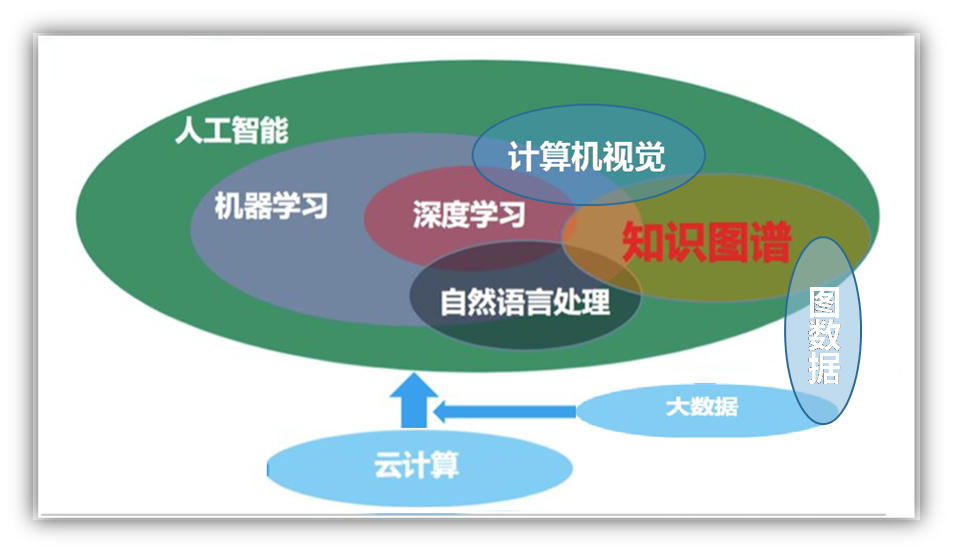 人工智能
计算机视觉
机器学习
深度学习
知识图谱
自然语言处理
图数据
大数据
云计算